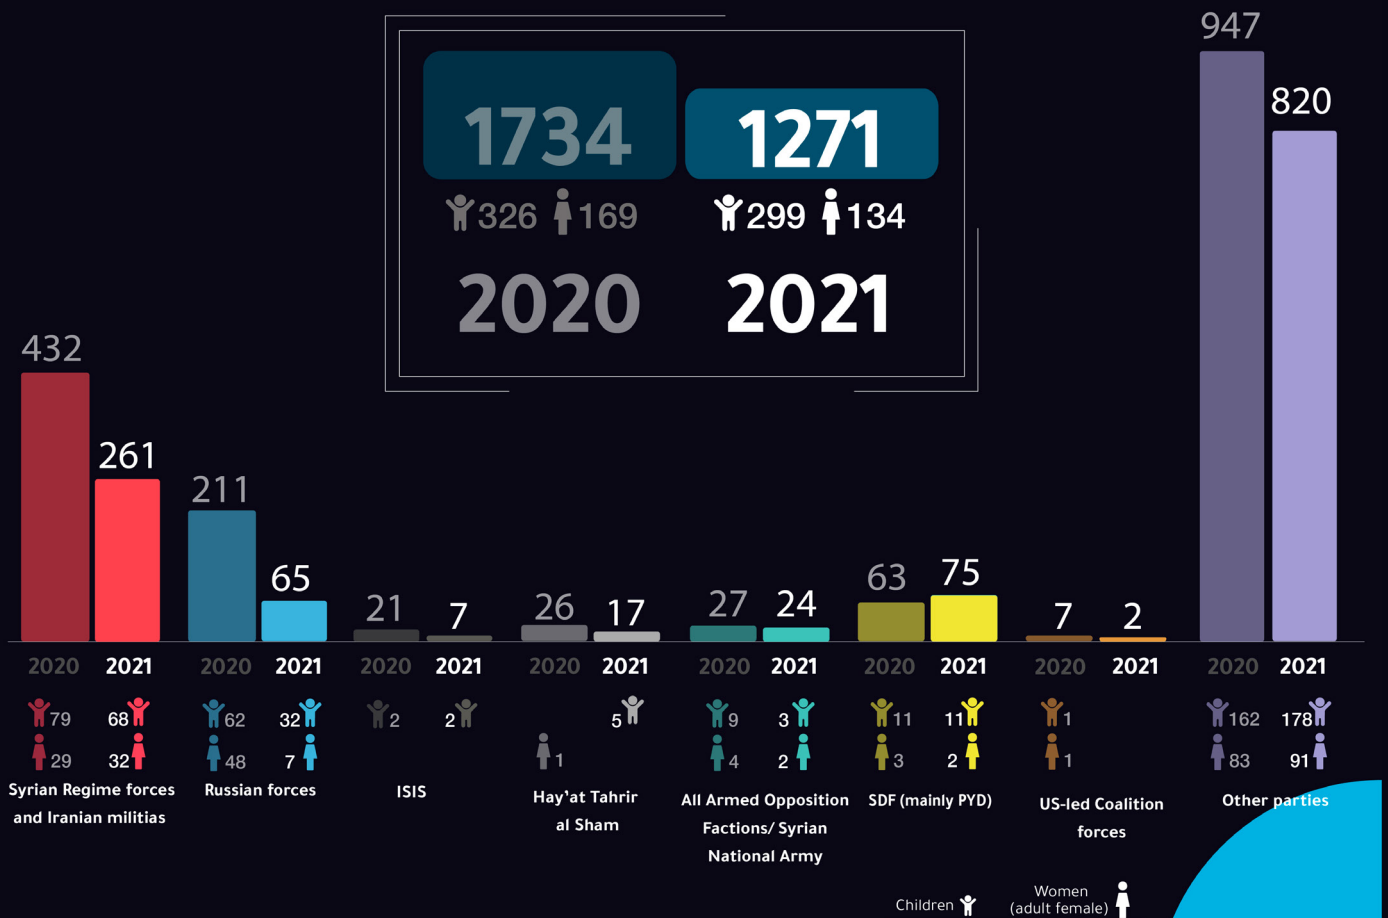 947
820
1734
1271
326 169
299 134
2020
2021
432
261
211
65
21
7
26
17
27
24
63
75
7
2
2020 2021 2020 2021 2020 2021 2020 2021 2020 2021 2020 2021 2020 2021 2020 2021
79 68 62 32 2 2 5 9 3 11 11 1 162 178
29 32 48 7 1 4 2 3 2 1 83 91
Syrian Regime forces
and Iranian militias
Russian forces
ISIS
Hay'at Tahrir
al Sham
All Armed Opposition
Factions/ Syrian
National Army
SDF (mainly PYD)
US-led Coalition
forces
Other parties
Children
Women
(adult female)